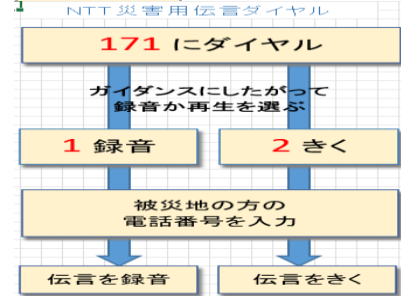 NTT災害用伝言ダイヤル
171 にダイヤル
ガイダンスにしたがって
録音か再生を選ぶ
1 録音
2 きく
被災地の方の
電話番号を入力
伝言を録音
伝言をきく